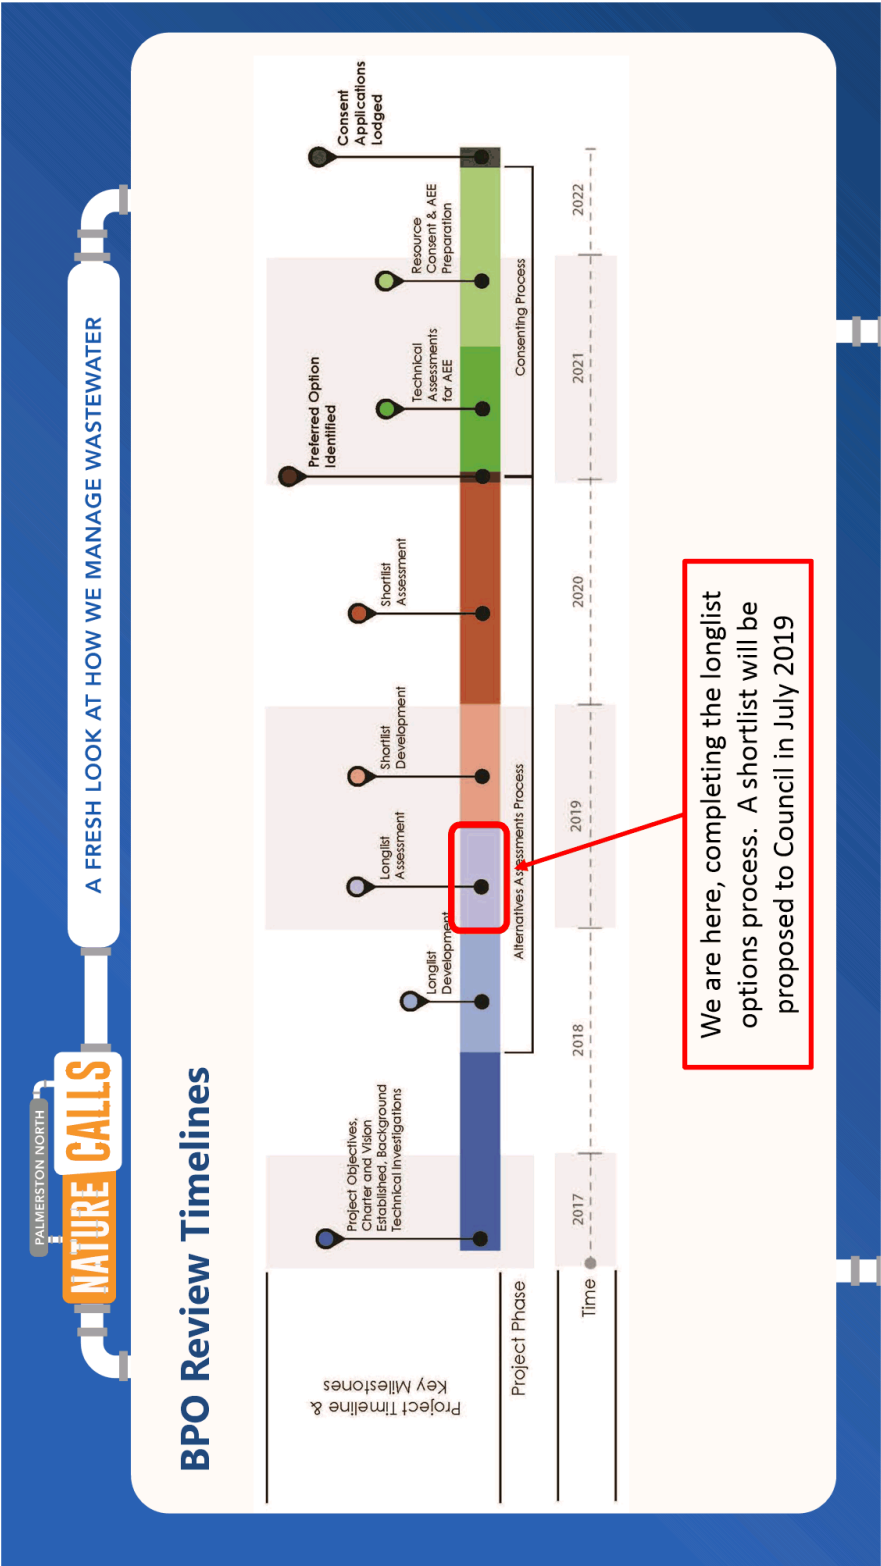 PALMERSTON NORTH
NATURE CALLS
A FRESH LOOK AT HOW WE MANAGE WASTEWATER
BPO Review Timelines
Project Timeline &
Key Milestones
Project Objectives,
Charter and Vision
Established, Background
Technical Investigations
Longlist
Development
Longlist
Assessment
Shortlist
Development
Shortlist
Assessment
Preferred Option
Identified
Technical
Assessments
for AEE
Resource
Consent & AEE
Preparation
Consent
Applications
Lodged
Project Phase
Alternatives Assessments Process
Consenting Process
Time
2017
2018
2019
2020
2021
2022
We are here, completing the longlist
options process. A shortlist will be
proposed to Council in July 2019